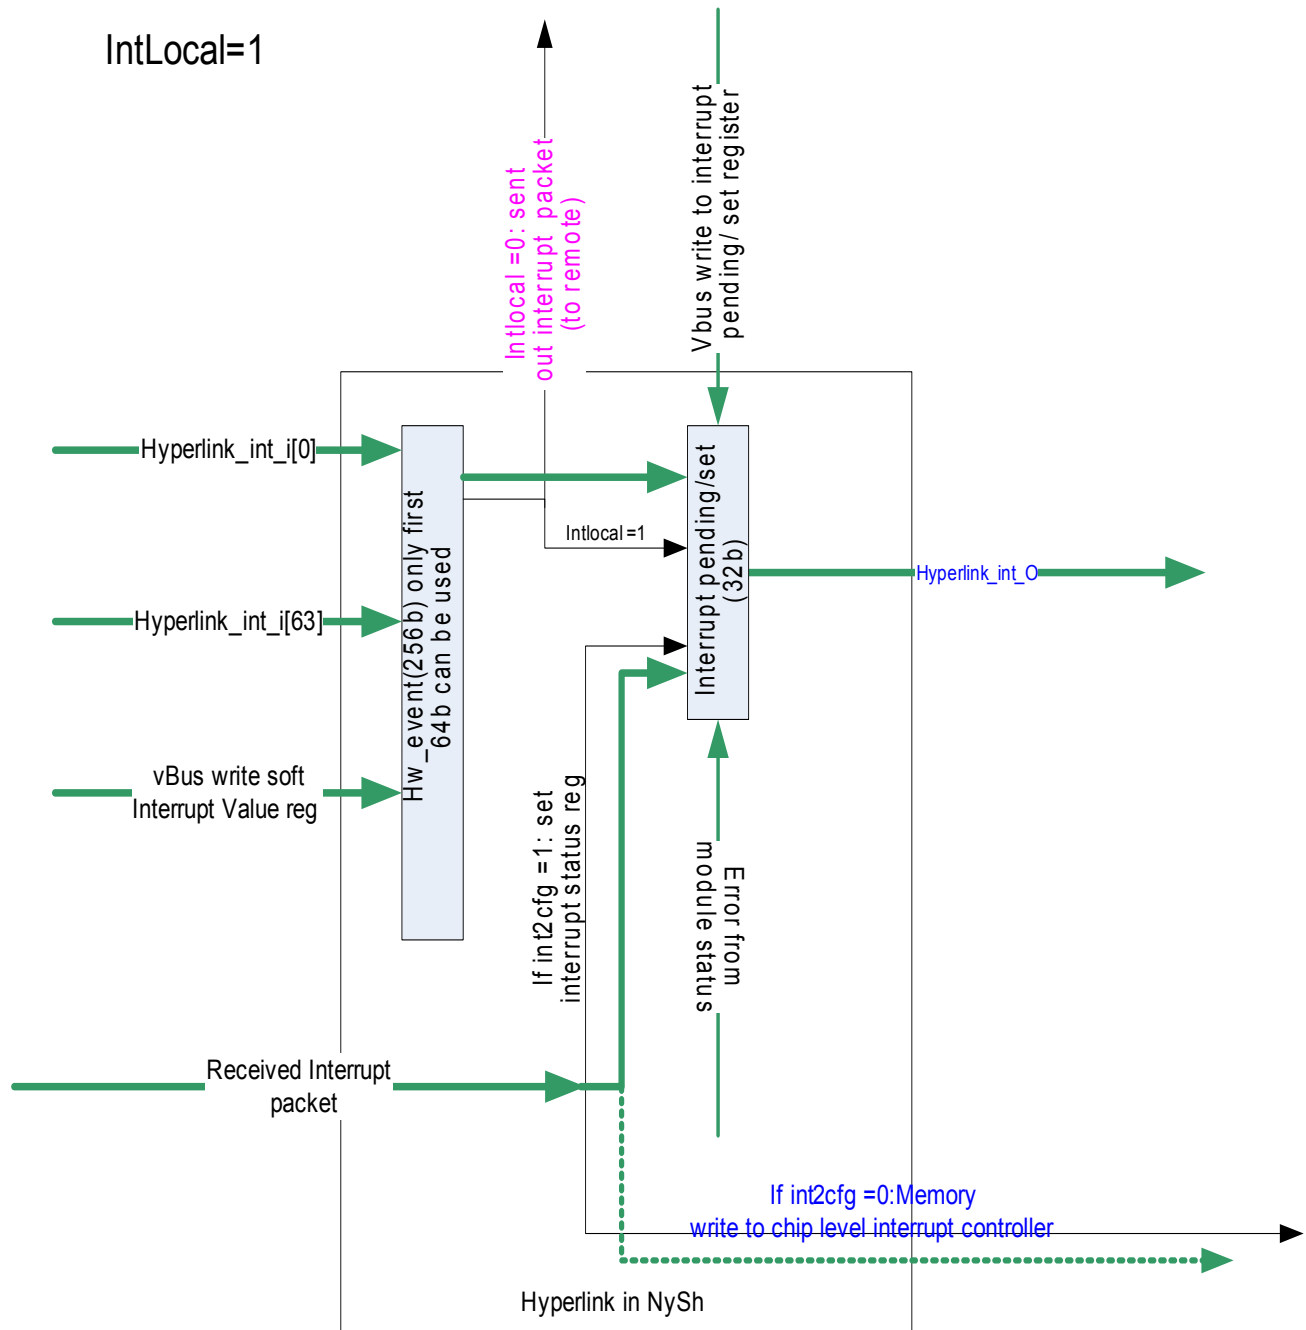 IntLocal=1
Intlocal =0: sent
out interrupt packet
(to remote)
Vbus write to interrupt
pending/ set register
Hyperlink_int_i[0]
Hyperlink_int_i[63]
vBus write soft
Interrupt Value reg
Hw_event(256b) only first
64b can be used
Intlocal =1
Interrupt pending/set
(32b)
Hyperlink_int_O
If int2cfg =1: set
interrupt status reg
Error from
module status
Received Interrupt
packet
If int2cfg =0:Memory
write to chip level interrupt controller
Hyperlink in NySh